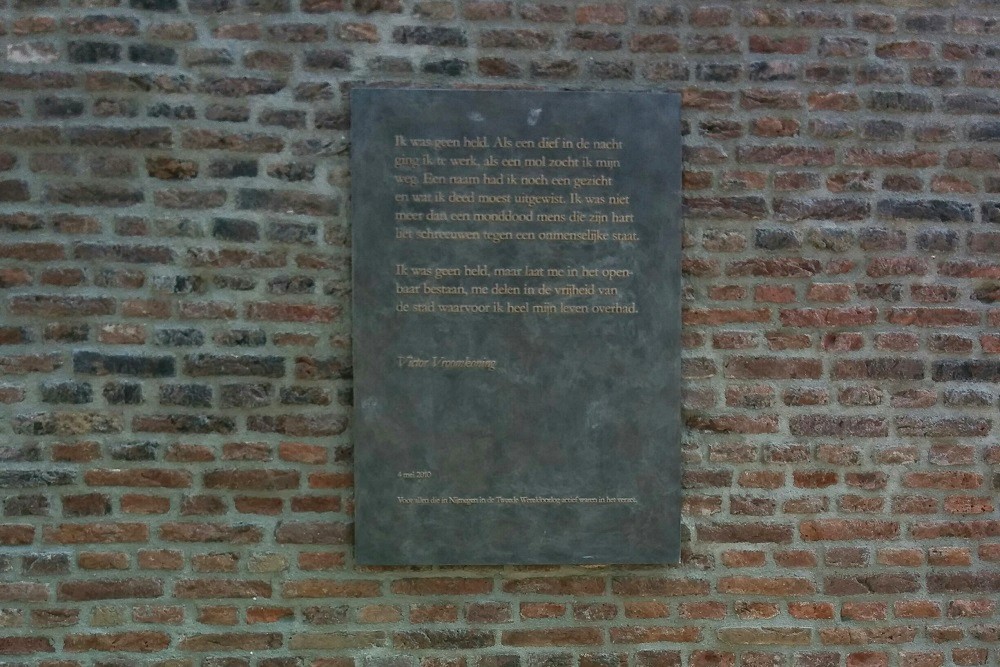 Ik was geen held. Als een dief in de nacht
ging ik te werk, als een mol zocht ik mijn
weg. Een naam had ik noch een gezicht
en wat ik deed moest uitgewist. Ik was niet
meer dan een monddood mens die zijn hart
liet schreeuwen tegen een onmenselijke staat.
Ik was geen held, maar laat me in het open-
baar bestaan, me delen in de vrijheid van
de stad waarvoor ik heel mijn leven overhad.
Victor Vroomkoning
4 mei 2010
Voor allen die in Nijmegen in de Tweede Wereldoorlog actief waren in het verzet.